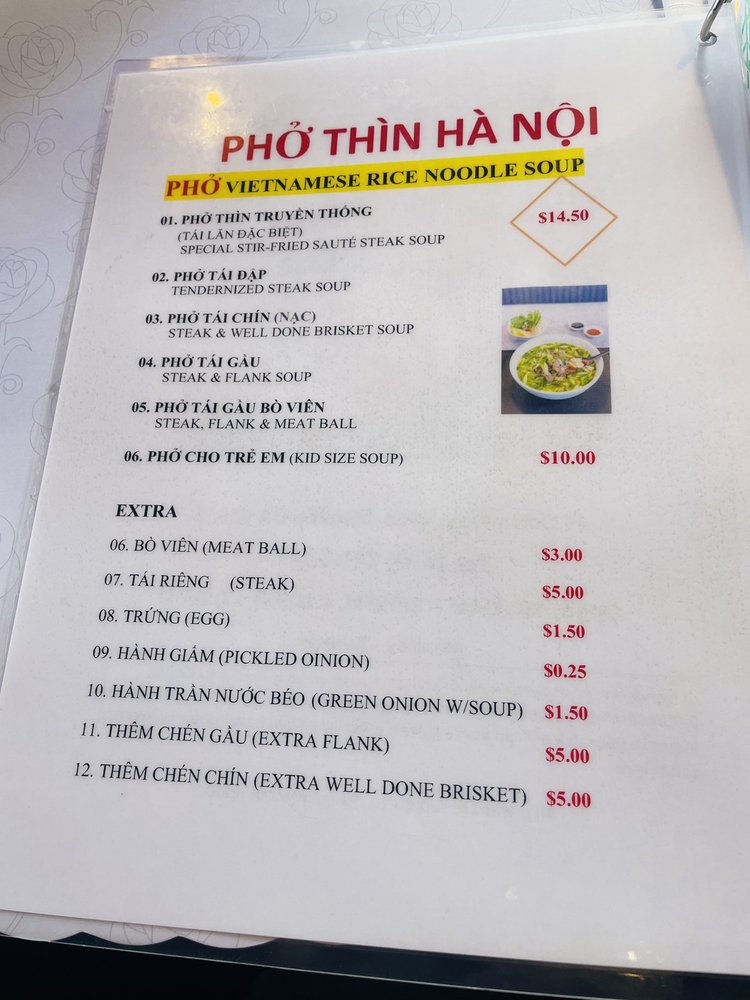 PHỞ THÌN HÀ NỘI
PHỞ VIETNAMESE RICE NOODLE SOUP
01. PHỞ THÌN TRUYỀN THỐNG $14.50
(TÁI LĂN ĐẶC BIỆT)
SPECIAL STIR-FRIED SAUTÉ STEAK SOUP
02. PHỞ TÁI ĐẬP
TENDERNIZED STEAK SOUP
03. PHỞ TÁI CHÍN (NẠC)
STEAK & WELL DONE BRISKET SOUP
04. PHỞ TÁI GẦU
STEAK & FLANK SOUP
05. PHỞ TÁI GẦU BÒ VIÊN
STEAK, FLANK & MEAT BALL
06. PHỞ CHO TRẺ EM (KID SIZE SOUP) $10.00
EXTRA
06. BÒ VIÊN (MEAT BALL) $3.00
07. TÁI RIÊNG (STEAK) $5.00
08. TRỨNG (EGG) $1.50
09. HÀNH GIẤM (PICKLED OINION) $0.25
10. HÀNH TRẦN NƯỚC BÉO (GREEN ONION W/SOUP) $1.50
11. THÊM CHÉN GẦU (EXTRA FLANK) $5.00
12. THÊM CHÉN CHÍN (EXTRA WELL DONE BRISKET) $5.00